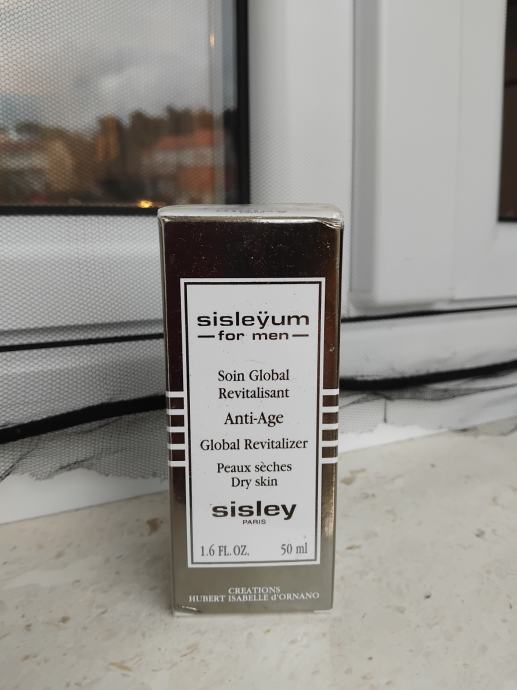 sisleÿum
for men
Soin Global
Revitalisant
Anti-Age
Global Revitalizer
Peaux sèches
Dry skin
sisley
PARIS
1.6 FL. OZ. 50 ml
CREATIONS
HUBERT ISABELLE d'ORNANO